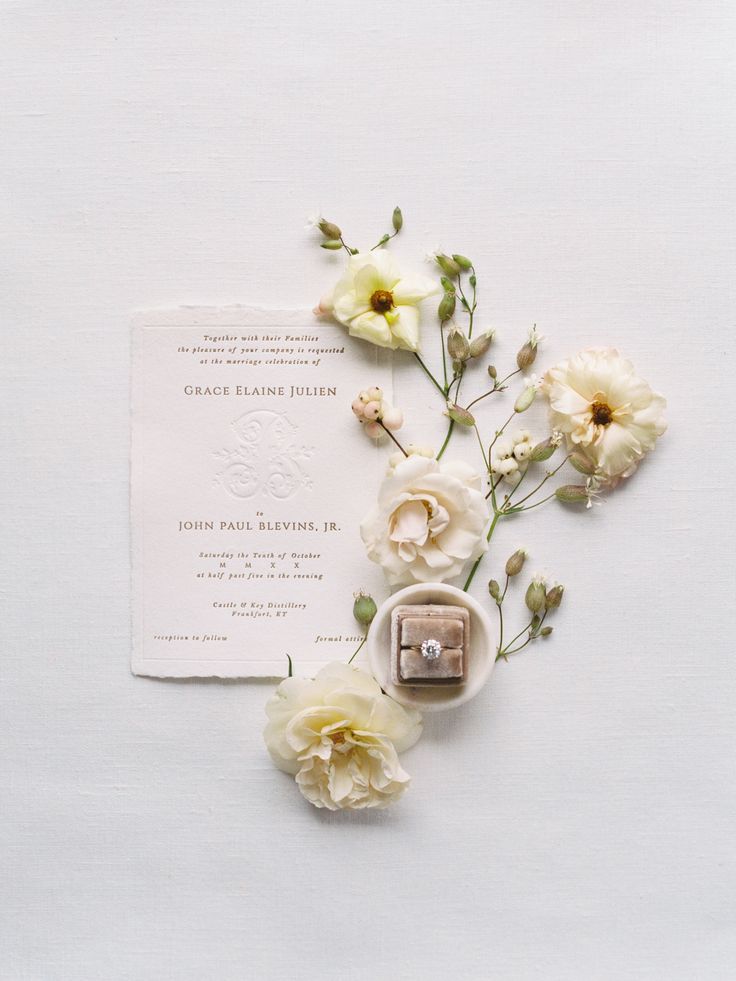 Together with their Families
the pleasure of your company is requested
at the marriage celebration of
GRACE ELAINE JULIEN
to
JOHN PAUL BLEVINS, JR.
Saturday the Tenth of October
M M X X
at half past five in the evening
Castle & Key Distillery
Frankfort, KY
reception to follow formal attire